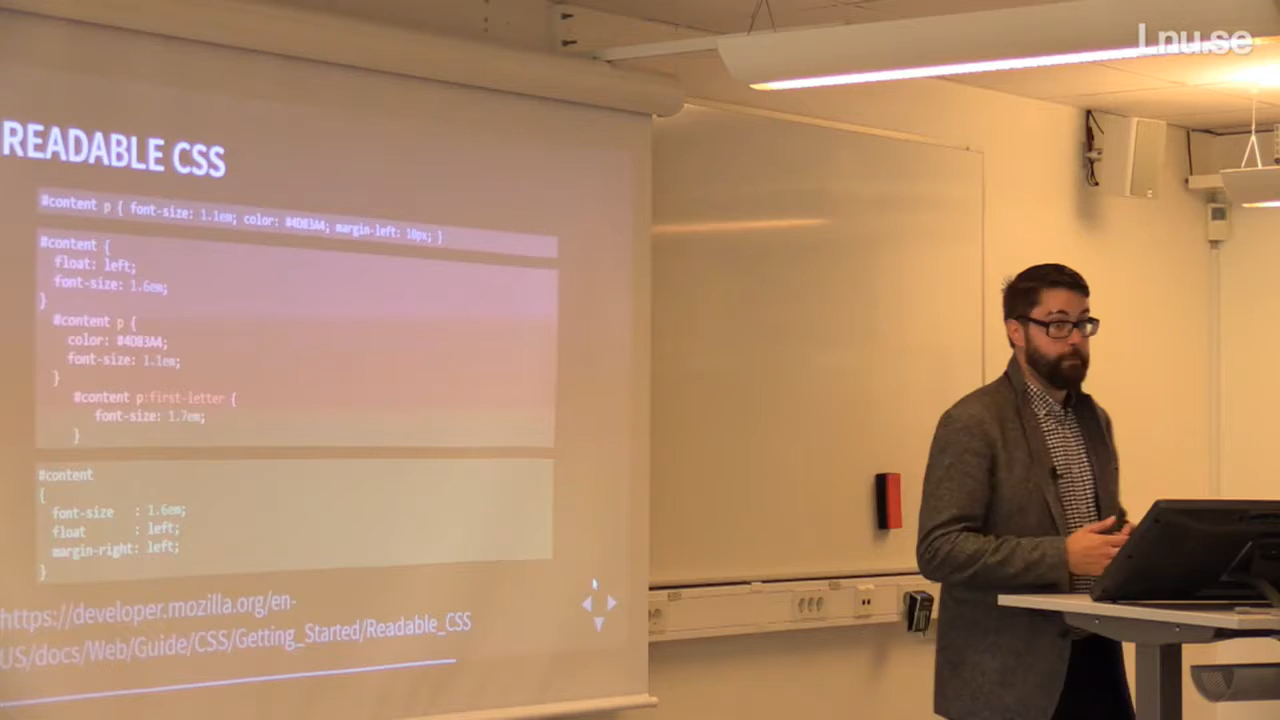 Lnu.se
READABLE CSS
#content p { font-size: 1.1em; color: #4D83A4; margin-left: 10px; }
#content {
float: left;
font-size: 1.6em;
}
#content p {
color: #4D83A4;
font-size: 1.1em;
}
#content p:first-letter {
font-size: 1.7em;
}
#content
{
font-size : 1.6em;
float : left;
margin-right: left;
}
https://developer.mozilla.org/en-
US/docs/Web/Guide/CSS/Getting_Started/Readable_CSS